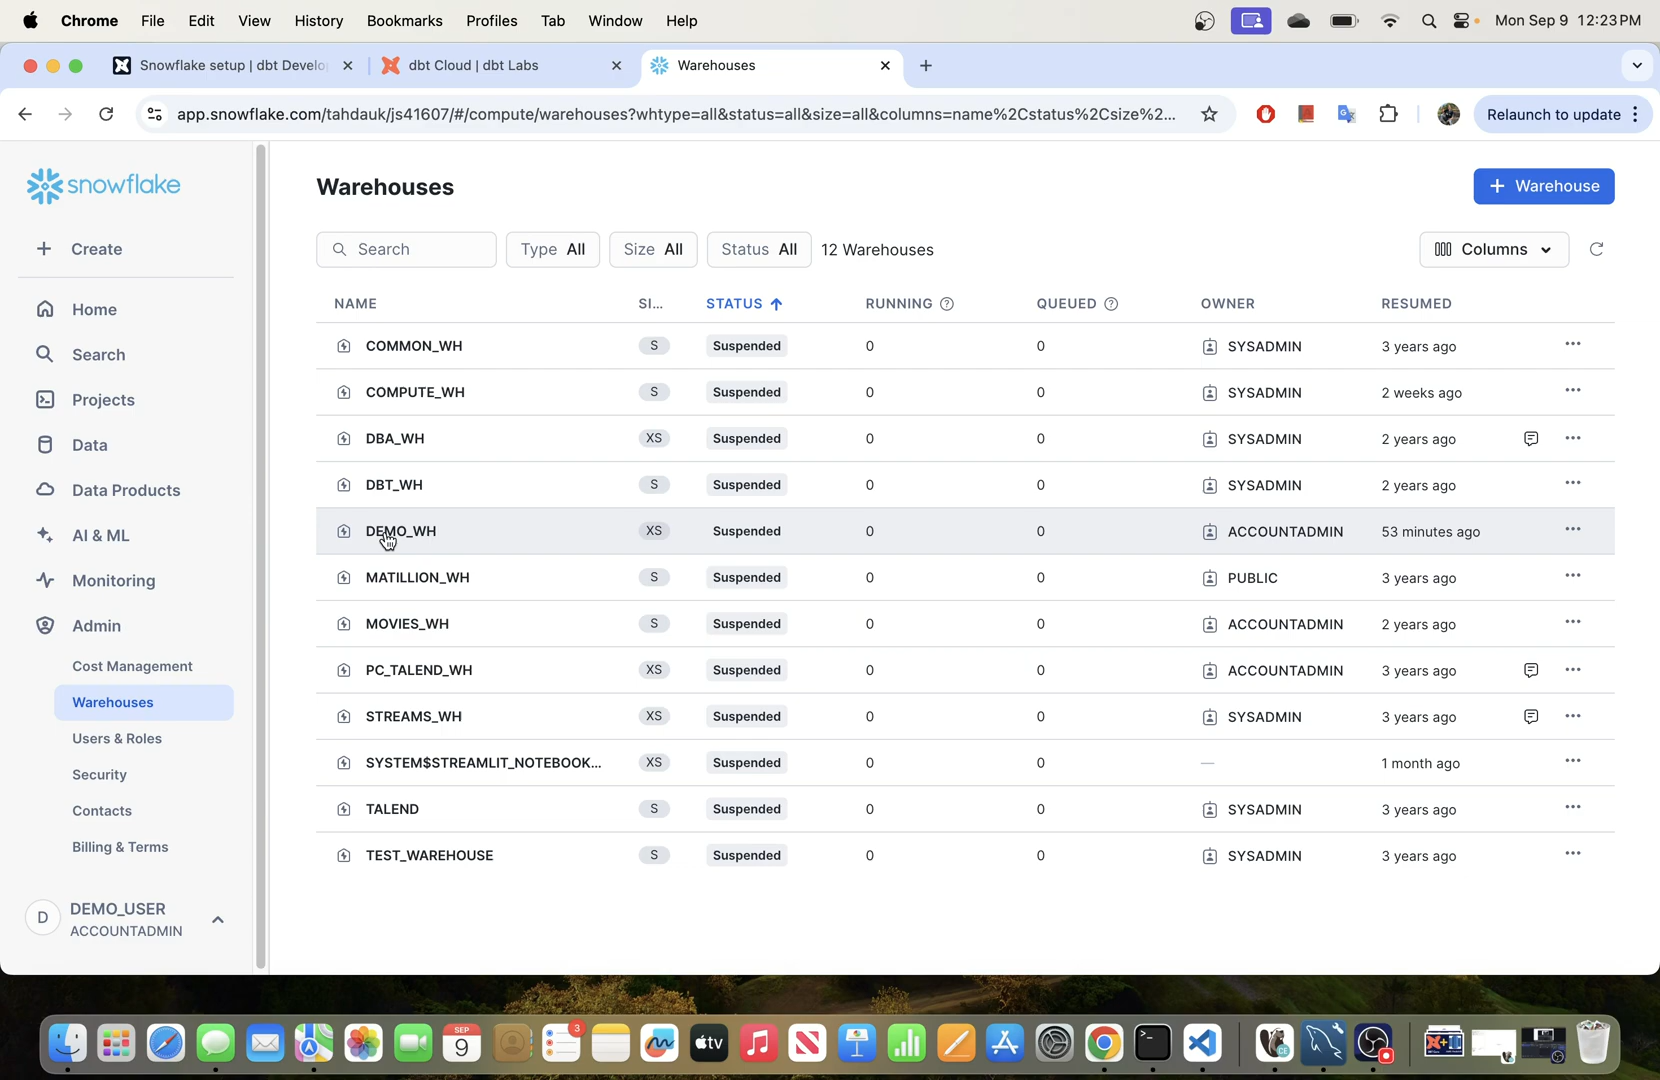 Chrome File Edit View History Bookmarks Profiles Tab Window Help Mon Sep 9 12:23 PM
Snowflake setup | dbt Develo dbt Cloud | dbt Labs Warehouses
app.snowflake.com/tahdauk/js41607/#/compute/warehouses?whtype=all&status=all&size=all&columns=name%2Cstatus%2Csize%2... Relaunch to update
snowflake
Create
Home
Search
Projects
Data
Data Products
AI & ML
Monitoring
Admin
Cost Management
Warehouses
Users & Roles
Security
Contacts
Billing & Terms
D DEMO_USER
ACCOUNTADMIN
Warehouses
+ Warehouse
Search Type All Size All Status All 12 Warehouses Columns
NAME SI... STATUS RUNNING QUEUED OWNER RESUMED
COMMON_WH S Suspended 0 0 SYSADMIN 3 years ago
COMPUTE_WH S Suspended 0 0 SYSADMIN 2 weeks ago
DBA_WH XS Suspended 0 0 SYSADMIN 2 years ago
DBT_WH S Suspended 0 0 SYSADMIN 2 years ago
DEMO_WH XS Suspended 0 0 ACCOUNTADMIN 53 minutes ago
MATILLION_WH S Suspended 0 0 PUBLIC 3 years ago
MOVIES_WH S Suspended 0 0 ACCOUNTADMIN 2 years ago
PC_TALEND_WH XS Suspended 0 0 ACCOUNTADMIN 3 years ago
STREAMS_WH XS Suspended 0 0 SYSADMIN 3 years ago
SYSTEM$STREAMLIT_NOTEBOOK... XS Suspended 0 0 — 1 month ago
TALEND S Suspended 0 0 SYSADMIN 3 years ago
TEST_WAREHOUSE S Suspended 0 0 SYSADMIN 3 years ago
SEP
9
3
tv